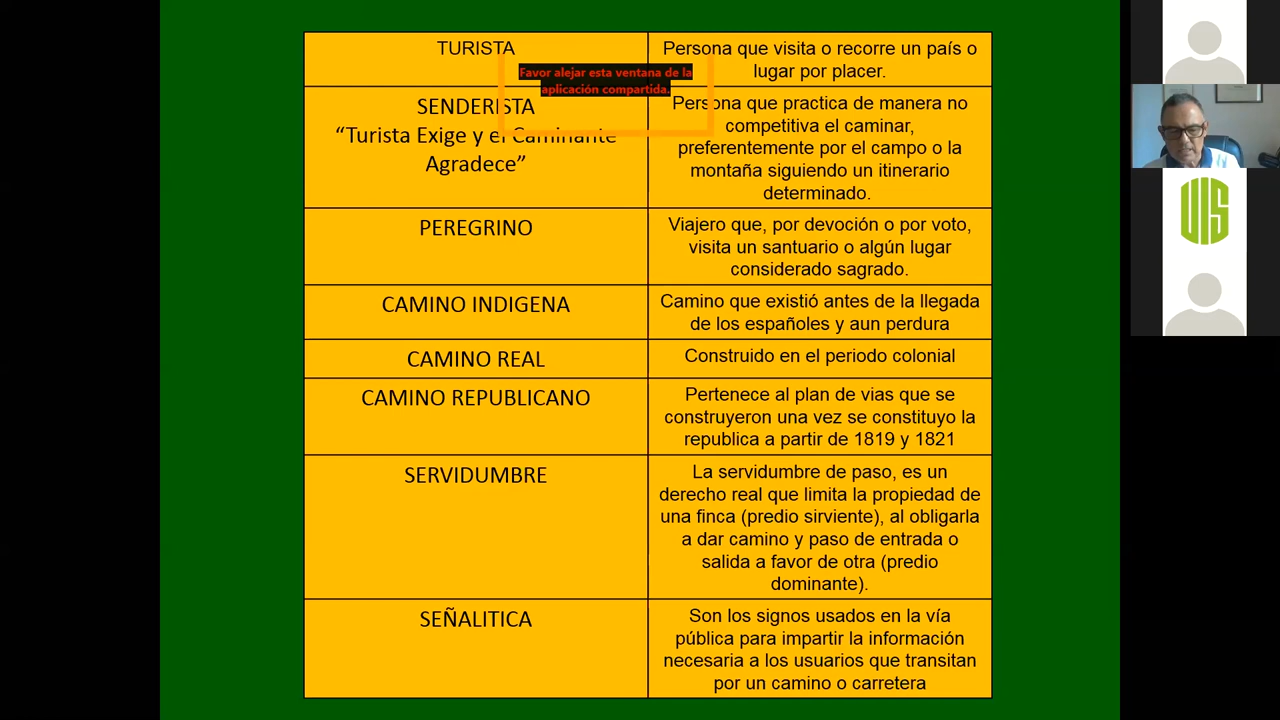 TURISTA
Persona que visita o recorre un país o
lugar por placer.
Favor alejar esta ventana de la
aplicación compartida.
SENDERISTA
“Turista Exige y el Caminante
Agradece”
Persona que practica de manera no
competitiva el caminar,
preferentemente por el campo o la
montaña siguiendo un itinerario
determinado.
PEREGRINO
Viajero que, por devoción o por voto,
visita un santuario o algún lugar
considerado sagrado.
CAMINO INDIGENA
Camino que existió antes de la llegada
de los españoles y aun perdura
CAMINO REAL
Construido en el periodo colonial
CAMINO REPUBLICANO
Pertenece al plan de vias que se
construyeron una vez se constituyo la
republica a partir de 1819 y 1821
SERVIDUMBRE
La servidumbre de paso, es un
derecho real que limita la propiedad de
una finca (predio sirviente), al obligarla
a dar camino y paso de entrada o
salida a favor de otra (predio
dominante).
SEÑALITICA
Son los signos usados en la vía
pública para impartir la información
necesaria a los usuarios que transitan
por un camino o carretera
UIS